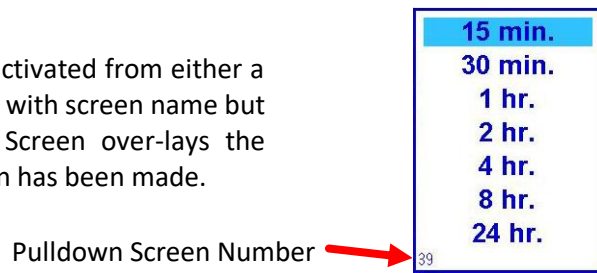 ctivated from either a
with screen name but
Screen over-lays the
n has been made.
Pulldown Screen Number
15 min.
30 min.
1 hr.
2 hr.
4 hr.
8 hr.
24 hr.
39